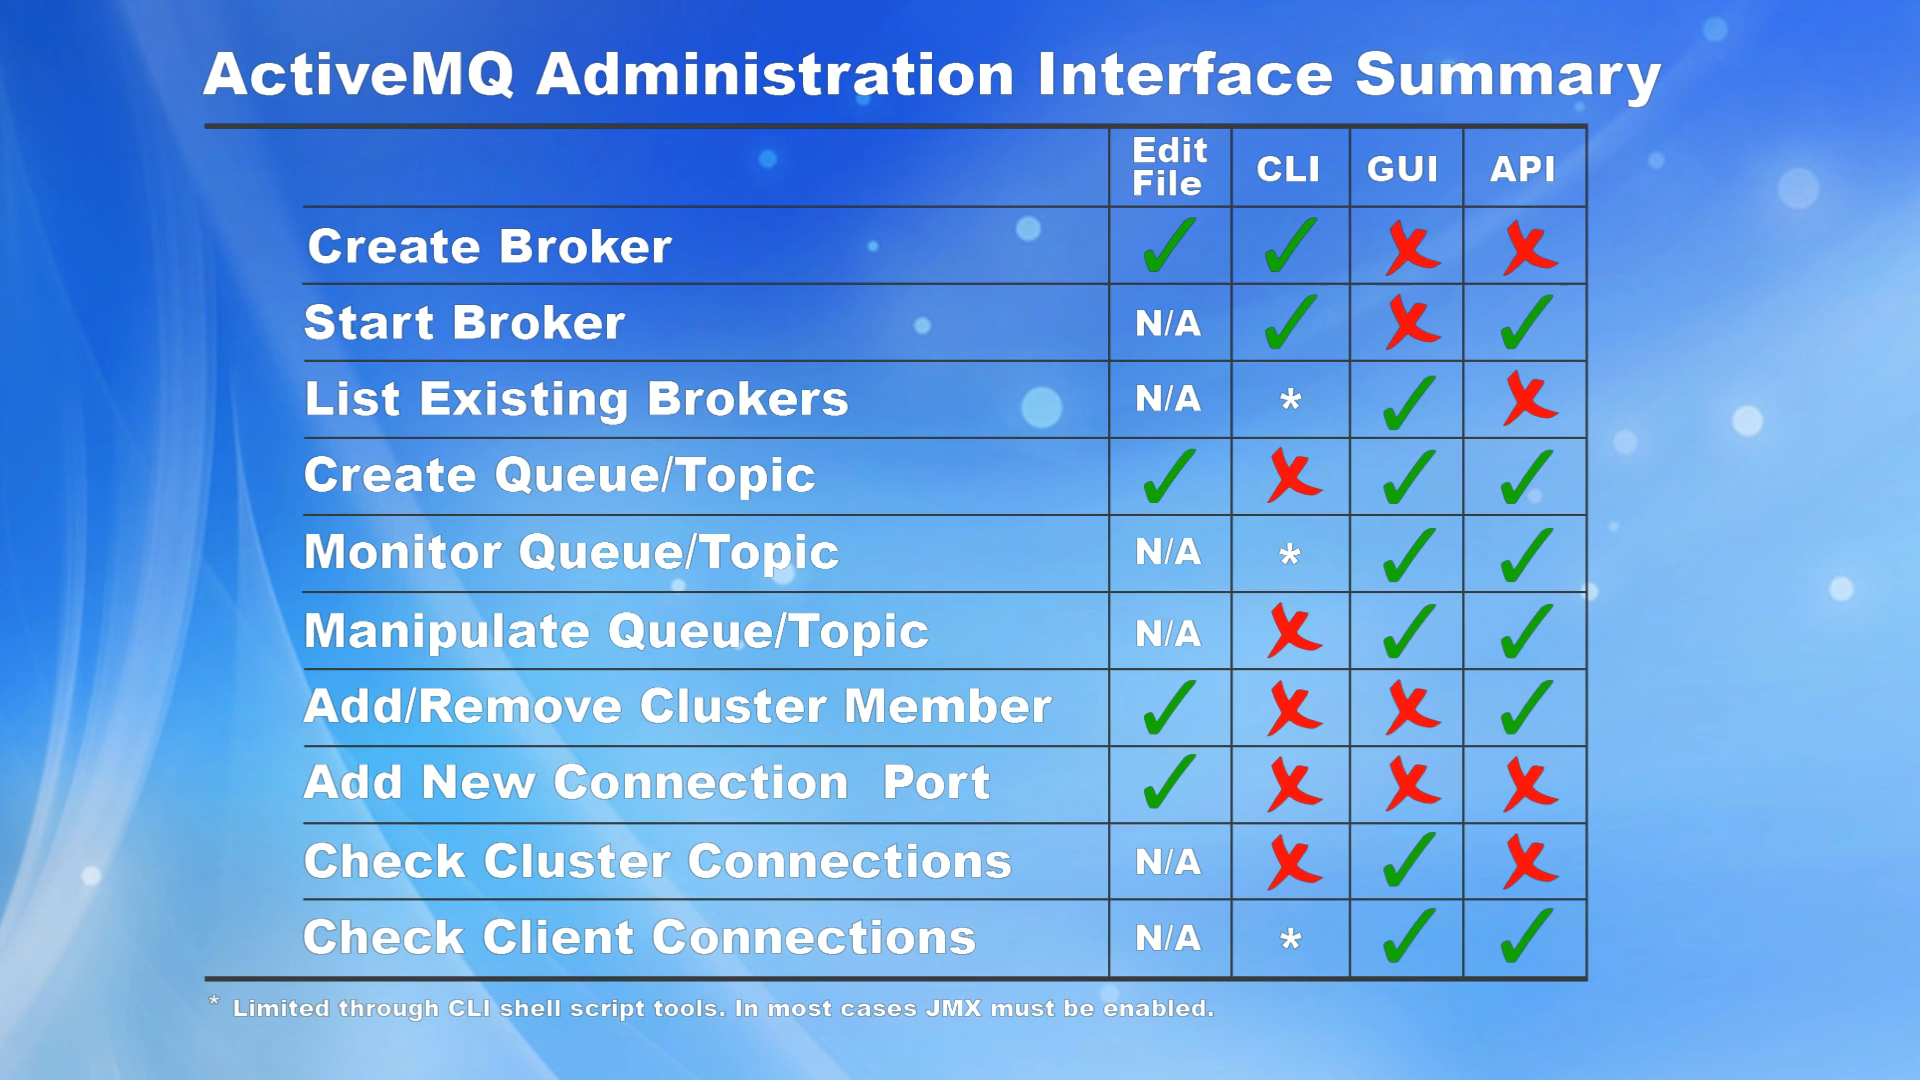 ActiveMQ Administration Interface Summary
Edit File CLI GUI API
Create Broker ✓ ✓ ✗ ✗
Start Broker N/A ✓ ✗ ✓
List Existing Brokers N/A * ✓ ✗
Create Queue/Topic ✓ ✗ ✓ ✓
Monitor Queue/Topic N/A * ✓ ✓
Manipulate Queue/Topic N/A ✗ ✓ ✓
Add/Remove Cluster Member ✓ ✗ ✗ ✓
Add New Connection Port ✓ ✗ ✗ ✗
Check Cluster Connections N/A ✗ ✓ ✗
Check Client Connections N/A * ✓ ✓
* Limited through CLI shell script tools. In most cases JMX must be enabled.